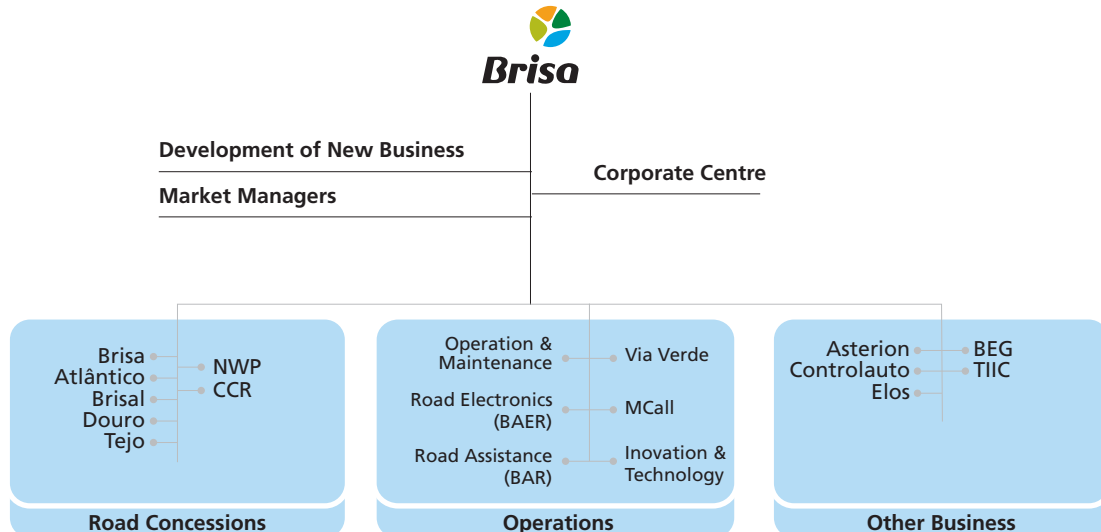 Brisa
Development of New Business
Market Managers
Corporate Centre
Brisa
Atlântico
Brisal
Douro
Tejo
NWP
CCR
Road Concessions
Operation &
Maintenance
Road Electronics
(BAER)
Road Assistance
(BAR)
Via Verde
MCall
Inovation &
Technology
Operations
Asterion
Controlauto
Elos
BEG
TIIC
Other Business